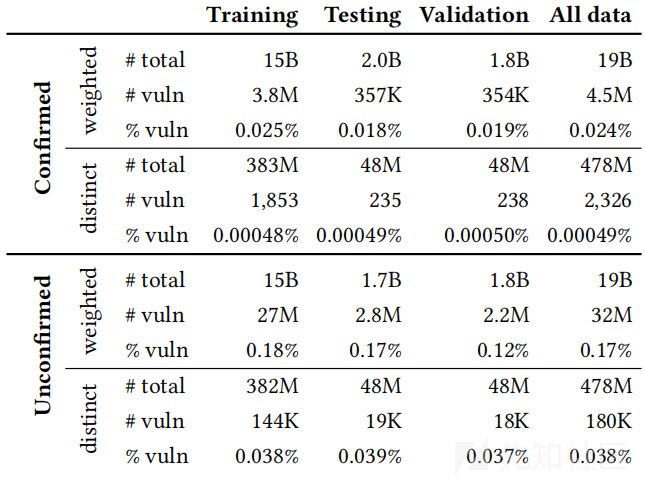 Training Testing Validation All data
Confirmed
weighted
# total 15B 2.0B 1.8B 19B
# vuln 3.8M 357K 354K 4.5M
% vuln 0.025% 0.018% 0.019% 0.024%
distinct
# total 383M 48M 48M 478M
# vuln 1,853 235 238 2,326
% vuln 0.00048% 0.00049% 0.00050% 0.00049%
Unconfirmed
weighted
# total 15B 1.7B 1.8B 19B
# vuln 27M 2.8M 2.2M 32M
% vuln 0.18% 0.17% 0.12% 0.17%
distinct
# total 382M 48M 48M 478M
# vuln 144K 19K 18K 180K
% vuln 0.038% 0.039% 0.037% 0.038%
先知社区